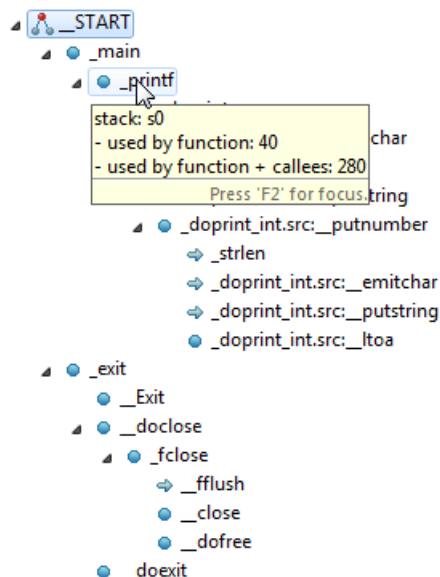 __START
_main
_printf
stack: s0
- used by function: 40
char
- used by function + callees: 280
Press 'F2' for focus.
tring
_doprint_int.src:__putnumber
_strlen
_doprint_int.src:__emitchar
_doprint_int.src:__putstring
_doprint_int.src:__ltoa
_exit
__Exit
__doclose
_fclose
__fflush
__close
__dofree
__doexit